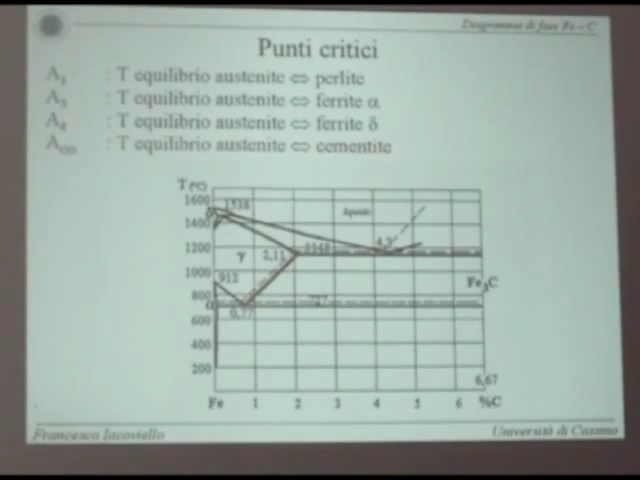 Diagramma di fase Fe – C
Punti critici
A1 : T equilibrio austenite ⇔ perlite
A3 : T equilibrio austenite ⇔ ferrite α
A4 : T equilibrio austenite ⇔ ferrite δ
Acm : T equilibrio austenite ⇔ cementite
T (°C)
1600
1538
liquido
1400
4,3
1200
γ
2,11
1148
1000
912
Fe3C
800
727
α
0,77
600
400
200
6,67
Fe 1 2 3 4 5 6 %C
Francesco Iacoviello
Università di Cassino